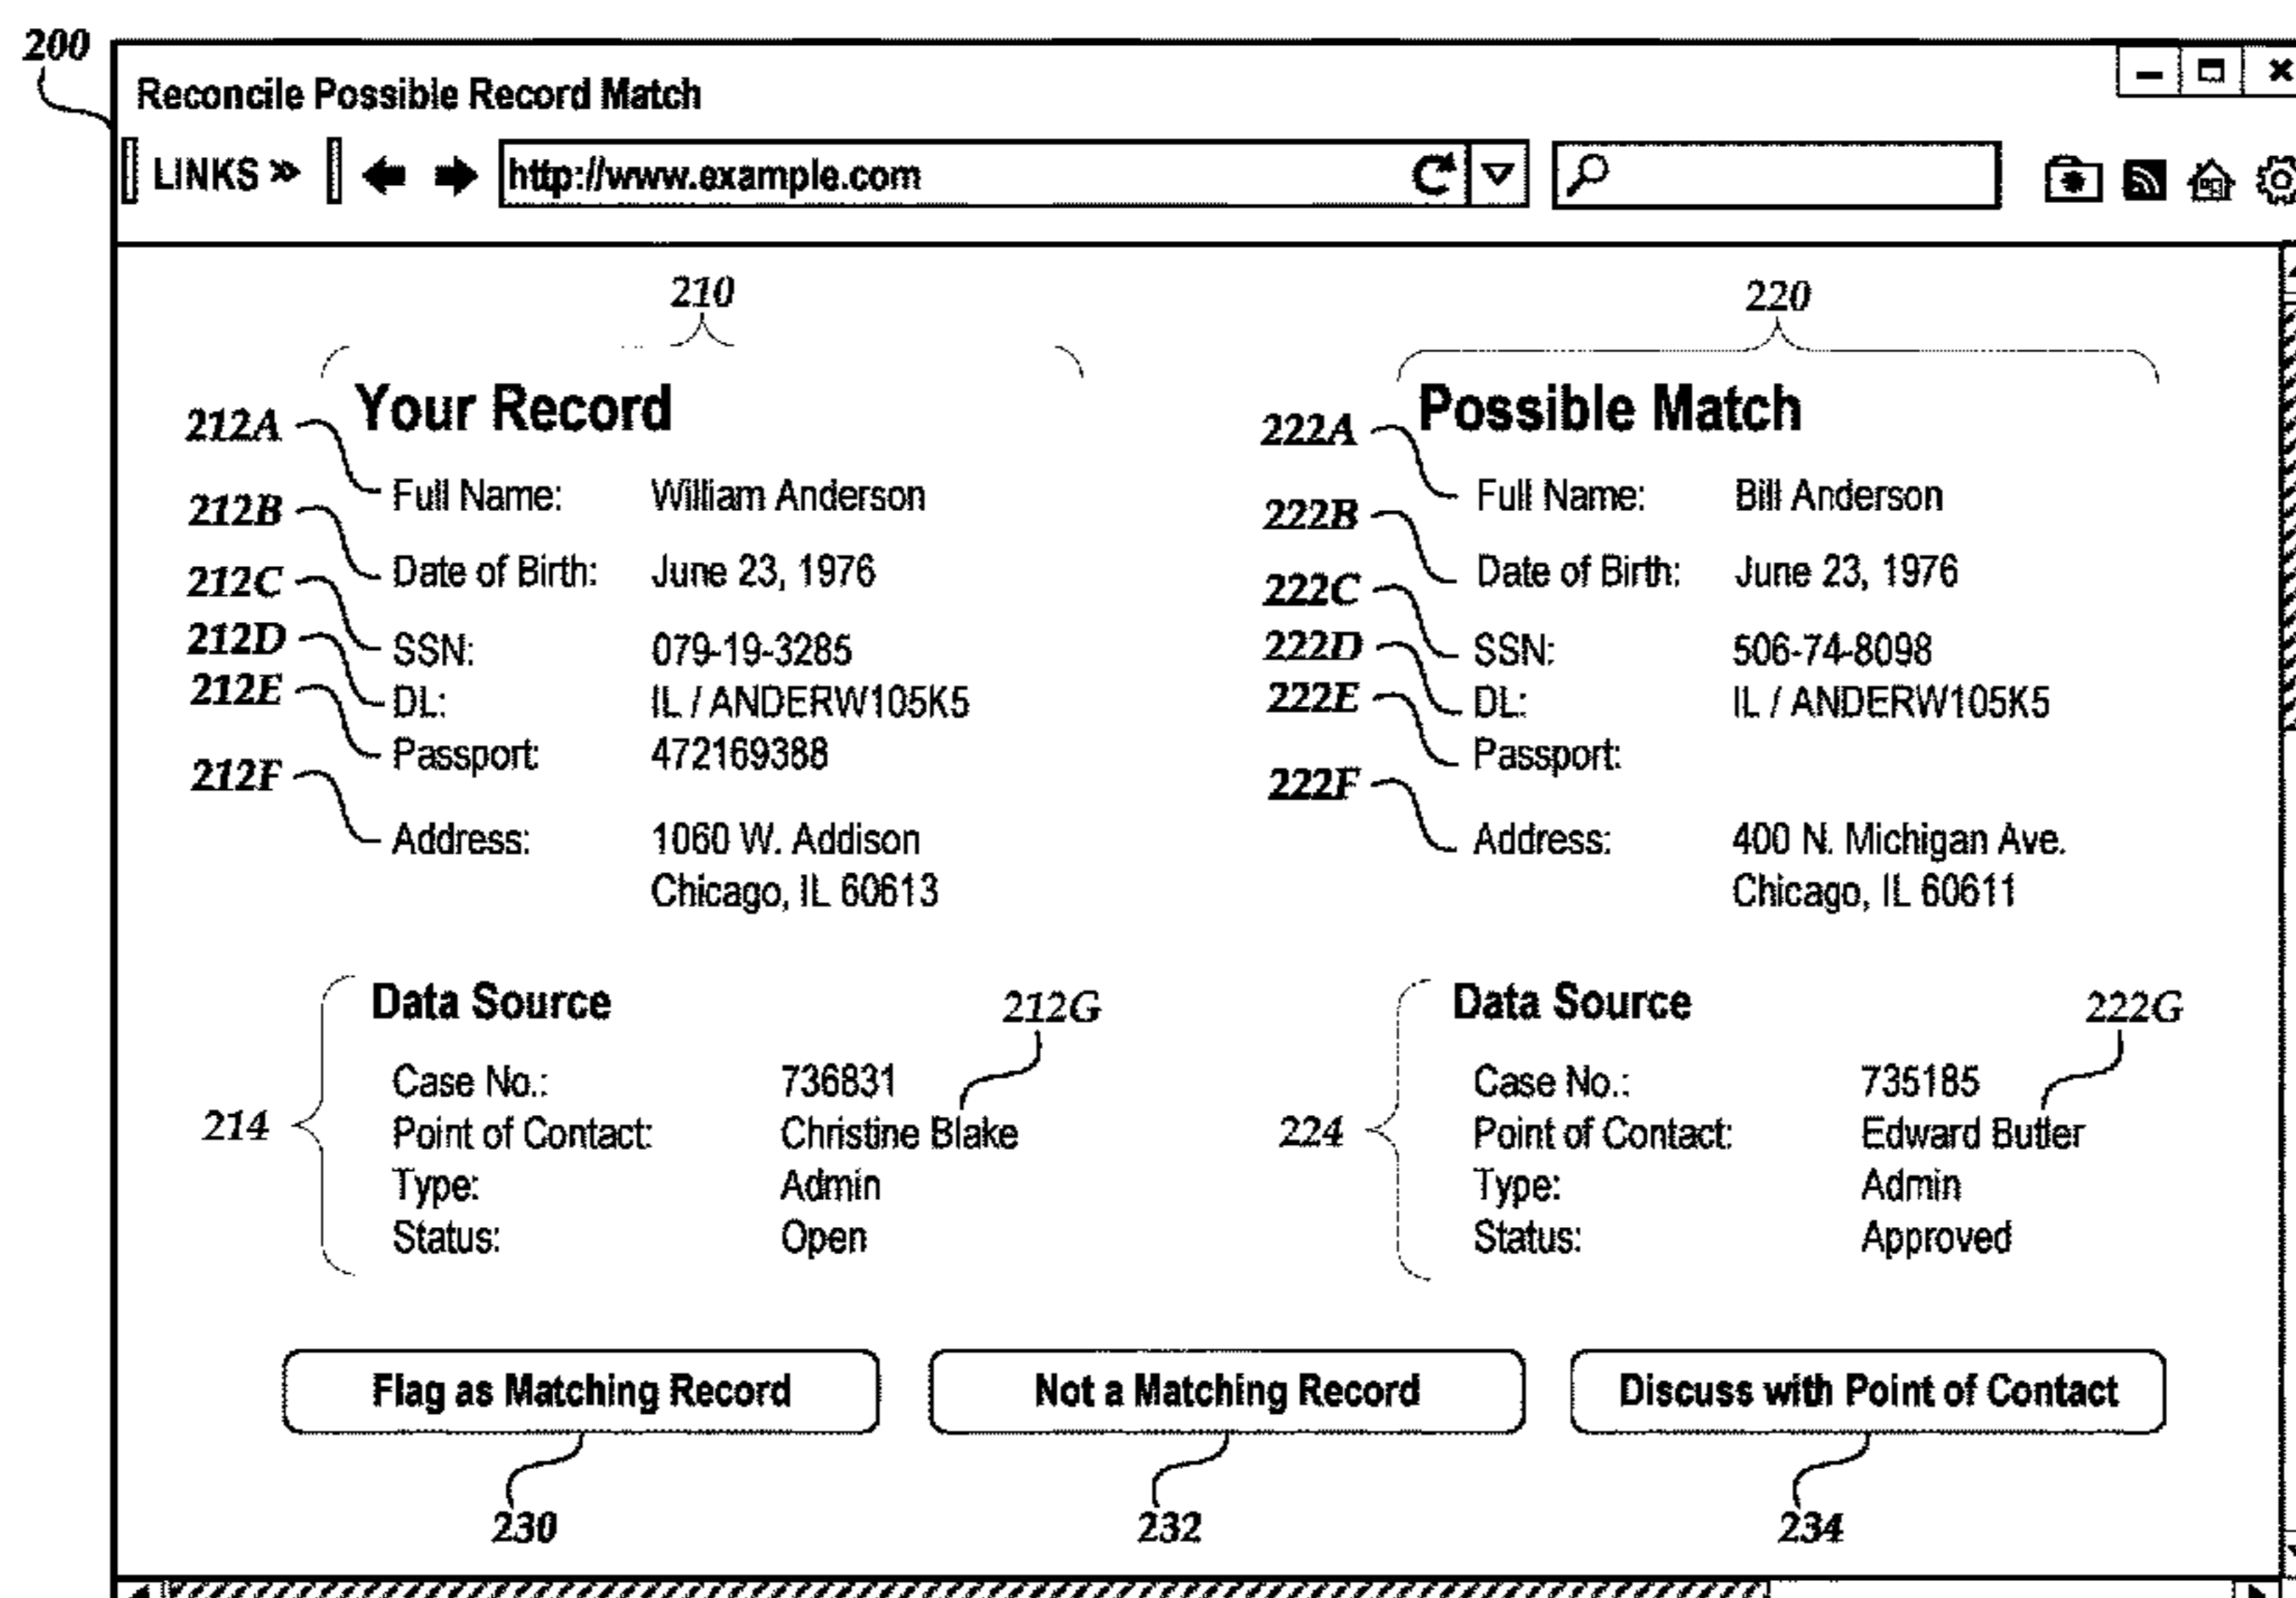 200
Reconcile Possible Record Match
LINKS » http://www.example.com
210
220
Your Record
Possible Match
212A
Full Name: William Anderson
222A
Full Name: Bill Anderson
212B
Date of Birth: June 23, 1976
222B
Date of Birth: June 23, 1976
212C
SSN: 079-19-3285
222C
SSN: 506-74-8098
212D
DL: IL / ANDERW105K5
222D
DL: IL / ANDERW105K5
212E
Passport: 472169388
222E
Passport:
212F
Address: 1060 W. Addison
Chicago, IL 60613
222F
Address: 400 N. Michigan Ave.
Chicago, IL 60611
214
Data Source
212G
Case No.: 736831
Point of Contact: Christine Blake
Type: Admin
Status: Open
224
Data Source
222G
Case No.: 735185
Point of Contact: Edward Butler
Type: Admin
Status: Approved
Flag as Matching Record
Not a Matching Record
Discuss with Point of Contact
230
232
234